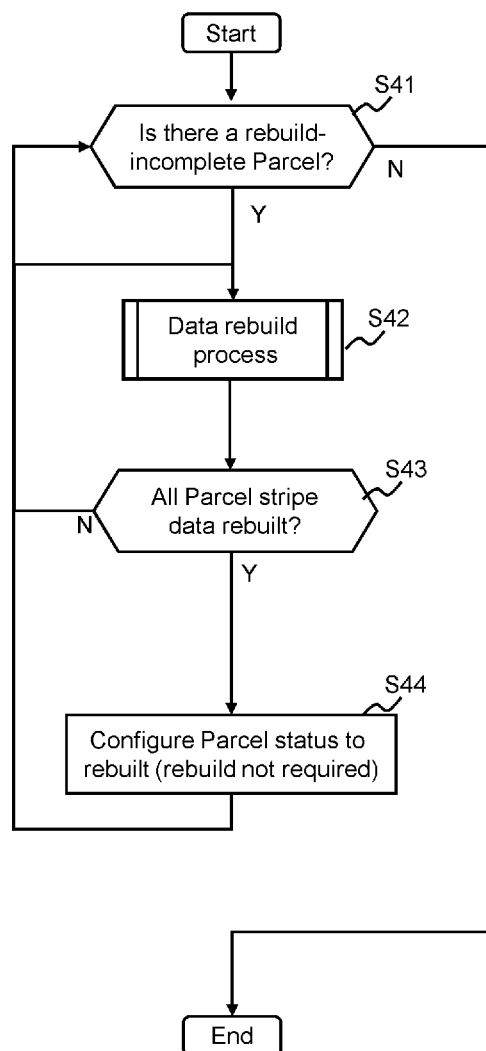 Start
S41
Is there a rebuild-
incomplete Parcel?
N
Y
S42
Data rebuild
process
S43
All Parcel stripe
data rebuilt?
N
Y
S44
Configure Parcel status to
rebuilt (rebuild not required)
End